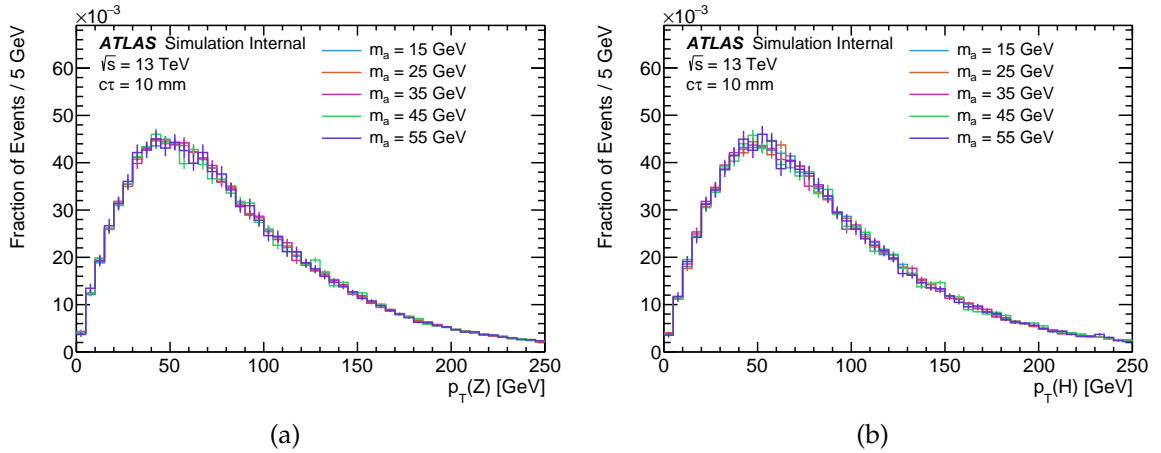 ×10⁻³
ATLAS Simulation Internal
√s = 13 TeV
cτ = 10 mm
m_a = 15 GeV
m_a = 25 GeV
m_a = 35 GeV
m_a = 45 GeV
m_a = 55 GeV
Fraction of Events / 5 GeV
60
50
40
30
20
10
0
0 50 100 150 200 250
p_T(Z) [GeV]
(a)
×10⁻³
ATLAS Simulation Internal
√s = 13 TeV
cτ = 10 mm
m_a = 15 GeV
m_a = 25 GeV
m_a = 35 GeV
m_a = 45 GeV
m_a = 55 GeV
Fraction of Events / 5 GeV
60
50
40
30
20
10
0
0 50 100 150 200 250
p_T(H) [GeV]
(b)